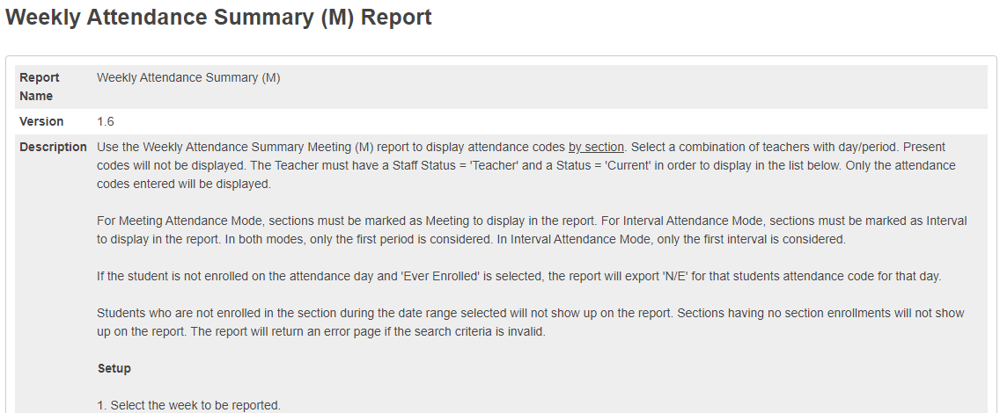 Weekly Attendance Summary (M) Report
Report Name
Weekly Attendance Summary (M)
Version
1.6
Description
Use the Weekly Attendance Summary Meeting (M) report to display attendance codes by section. Select a combination of teachers with day/period. Present
codes will not be displayed. The Teacher must have a Staff Status = 'Teacher' and a Status = 'Current' in order to display in the list below. Only the attendance
codes entered will be displayed.
For Meeting Attendance Mode, sections must be marked as Meeting to display in the report. For Interval Attendance Mode, sections must be marked as Interval
to display in the report. In both modes, only the first period is considered. In Interval Attendance Mode, only the first interval is considered.
If the student is not enrolled on the attendance day and 'Ever Enrolled' is selected, the report will export 'N/E' for that students attendance code for that day.
Students who are not enrolled in the section during the date range selected will not show up on the report. Sections having no section enrollments will not show
up on the report. The report will return an error page if the search criteria is invalid.
Setup
1. Select the week to be reported.